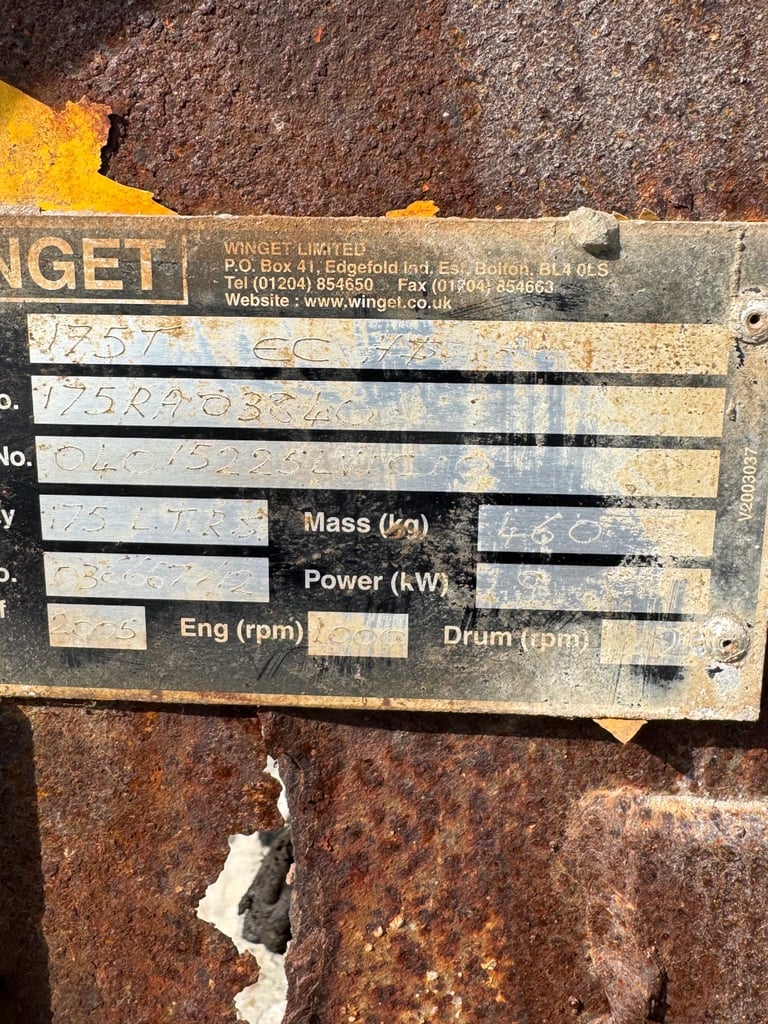 NGET
WINGET LIMITED
P.O. Box 41, Edgefold Ind. Est, Bolton. BL4 0LS
Tel (01204) 854650 Fax (01204) 854663
Website : www.winget.co.uk
175T EC
o. 175RA03840
No.
y 175 LTRS Mass (kg) 460
o. Power (kW) 9
f 2005 Eng (rpm) 1000 Drum (rpm)
V2003037